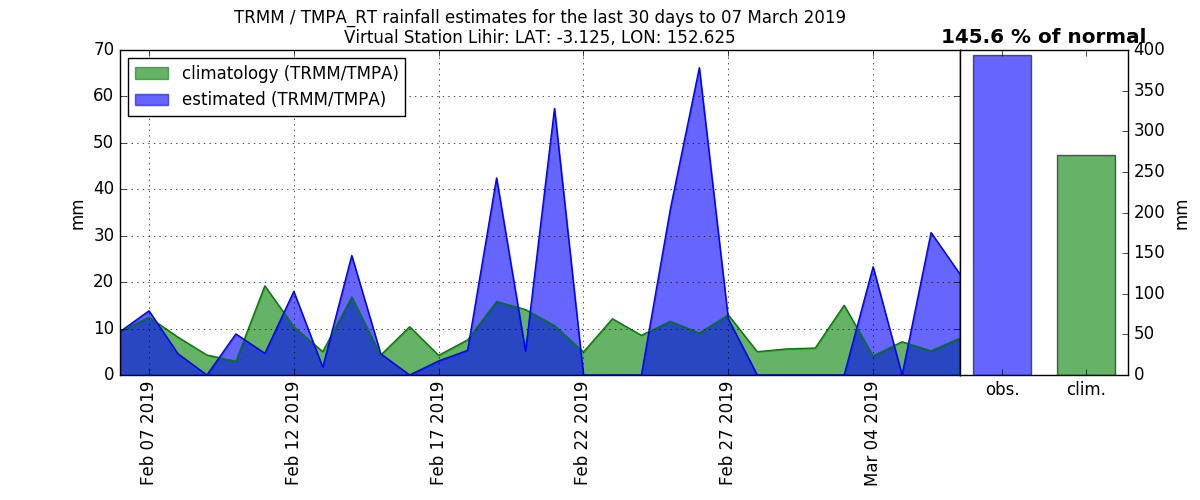 TRMM / TMPA_RT rainfall estimates for the last 30 days to 07 March 2019
Virtual Station Lihir: LAT: -3.125, LON: 152.625
145.6 % of normal
climatology (TRMM/TMPA)
estimated (TRMM/TMPA)
70
60
50
40
30
20
10
0
mm
Feb 07 2019
Feb 12 2019
Feb 17 2019
Feb 22 2019
Feb 27 2019
Mar 04 2019
obs.
clim.
400
350
300
250
200
150
100
50
0
mm